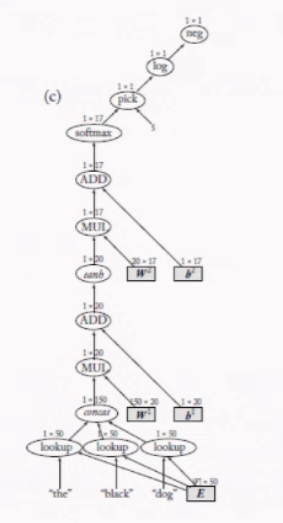 1 × 1
neg
1 × 1
log
(c)
1 × 1
pick
1 × 17
softmax
5
1 × 17
ADD
1 × 17
MUL
1 × 20
tanh
20 × 17
W²
1 × 17
b²
1 × 20
ADD
1 × 20
MUL
1 × 150
concat
150 × 20
W¹
1 × 20
b¹
1 × 50
lookup
1 × 50
lookup
1 × 50
lookup
"the"
"black"
"dog"
× 50
E